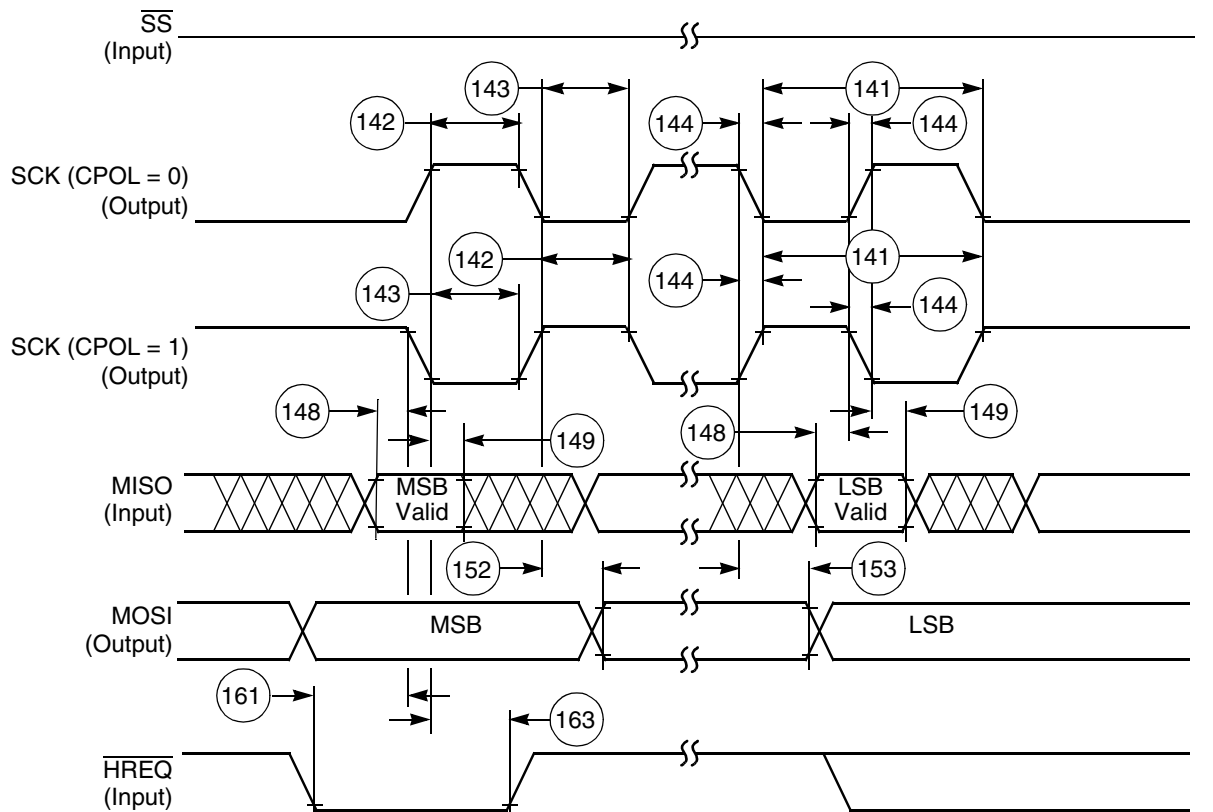 SS
(Input)
143
141
142
144
144
SCK (CPOL = 0)
(Output)
142
141
143
144
144
SCK (CPOL = 1)
(Output)
148
149
148
149
MISO
(Input)
MSB
Valid
LSB
Valid
152
153
MOSI
(Output)
MSB
LSB
161
163
HREQ
(Input)